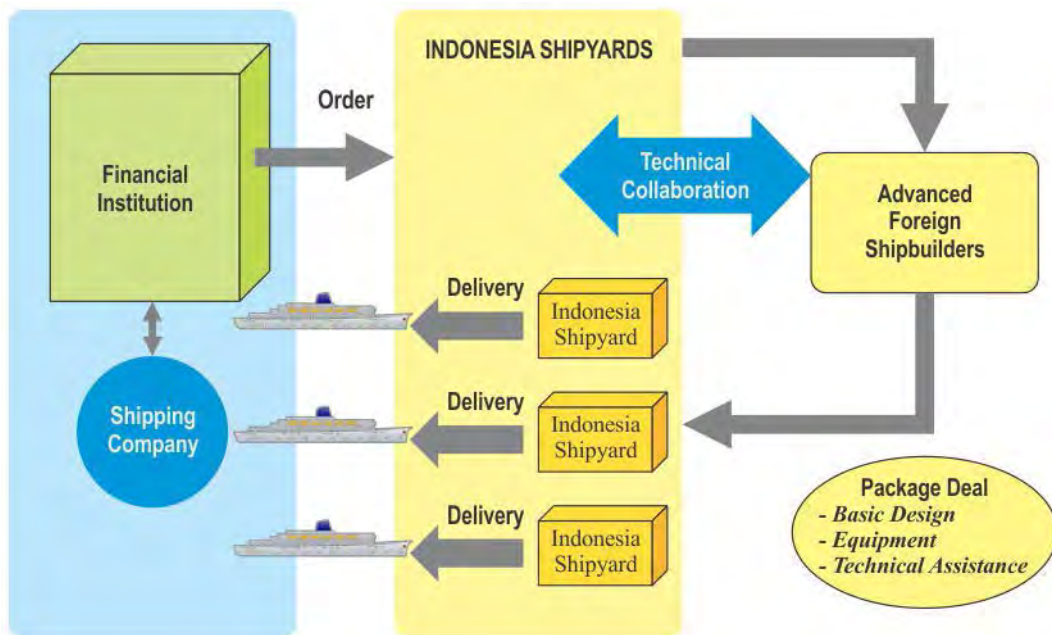 INDONESIA SHIPYARDS
Order
Financial
Institution
Technical
Collaboration
Advanced
Foreign
Shipbuilders
Delivery
Indonesia
Shipyard
Shipping
Company
Delivery
Indonesia
Shipyard
Delivery
Indonesia
Shipyard
Package Deal
- Basic Design
- Equipment
- Technical Assistance